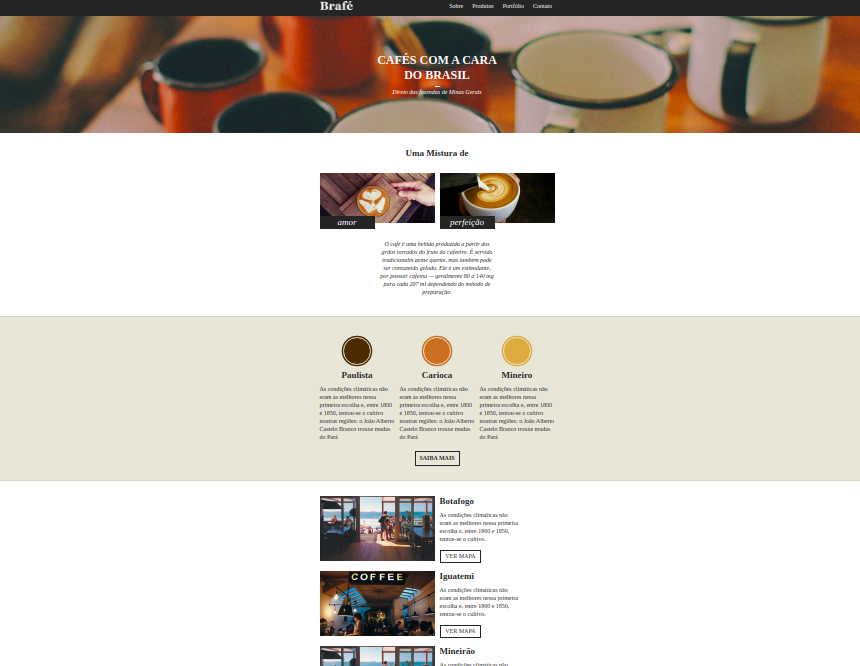 Brafé
Sobre Produtos Portfólio Contato
CAFÉS COM A CARA
DO BRASIL
Direto das fazendas de Minas Gerais
Uma Mistura de
amor
perfeição
O café é uma bebida produzida a partir dos
grãos torrados do fruto do cafeeiro. É servido
tradicionalm aente quente, mas também pode
ser consumido gelado. Ele é um estimulante,
por possuir cafeína — geralmente 80 a 140 mg
para cada 207 ml dependendo do método de
preparação.
Paulista
As condições climáticas não
eram as melhores nessa
primeira escolha e, entre 1800
e 1850, tentou-se o cultivo
noutras regiões: o João Alberto
Castelo Branco trouxe mudas
do Pará
Carioca
As condições climáticas não
eram as melhores nessa
primeira escolha e, entre 1800
e 1850, tentou-se o cultivo
noutras regiões: o João Alberto
Castelo Branco trouxe mudas
do Pará
Mineiro
As condições climáticas não
eram as melhores nessa
primeira escolha e, entre 1800
e 1850, tentou-se o cultivo
noutras regiões: o João Alberto
Castelo Branco trouxe mudas
do Pará
SAIBA MAIS
Botafogo
As condições climáticas não
eram as melhores nessa primeira
escolha e, entre 1800 e 1850,
tentou-se o cultivo.
VER MAPA
COFFEE
Iguatemi
As condições climáticas não
eram as melhores nessa primeira
escolha e, entre 1800 e 1850,
tentou-se o cultivo.
VER MAPA
Mineirão
As condições climáticas não